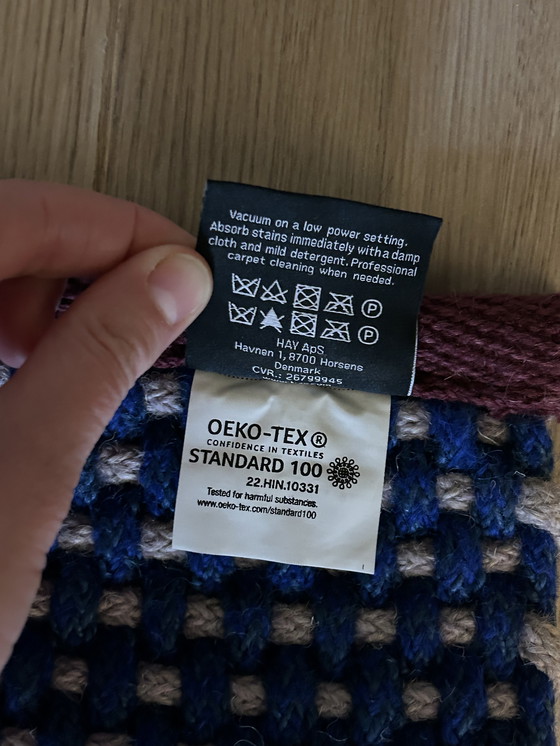 Vacuum on a low power setting.
Absorb stains immediately with a damp
cloth and mild detergent. Professional
carpet cleaning when needed.
P
P
HAY ApS.
Havnen 1, 8700 Horsens
Denmark
CVR.: 26799945
OEKO-TEX®
CONFIDENCE IN TEXTILES
STANDARD 100
22.HIN.10331
Tested for harmful substances.
www.oeko-tex.com/standard100